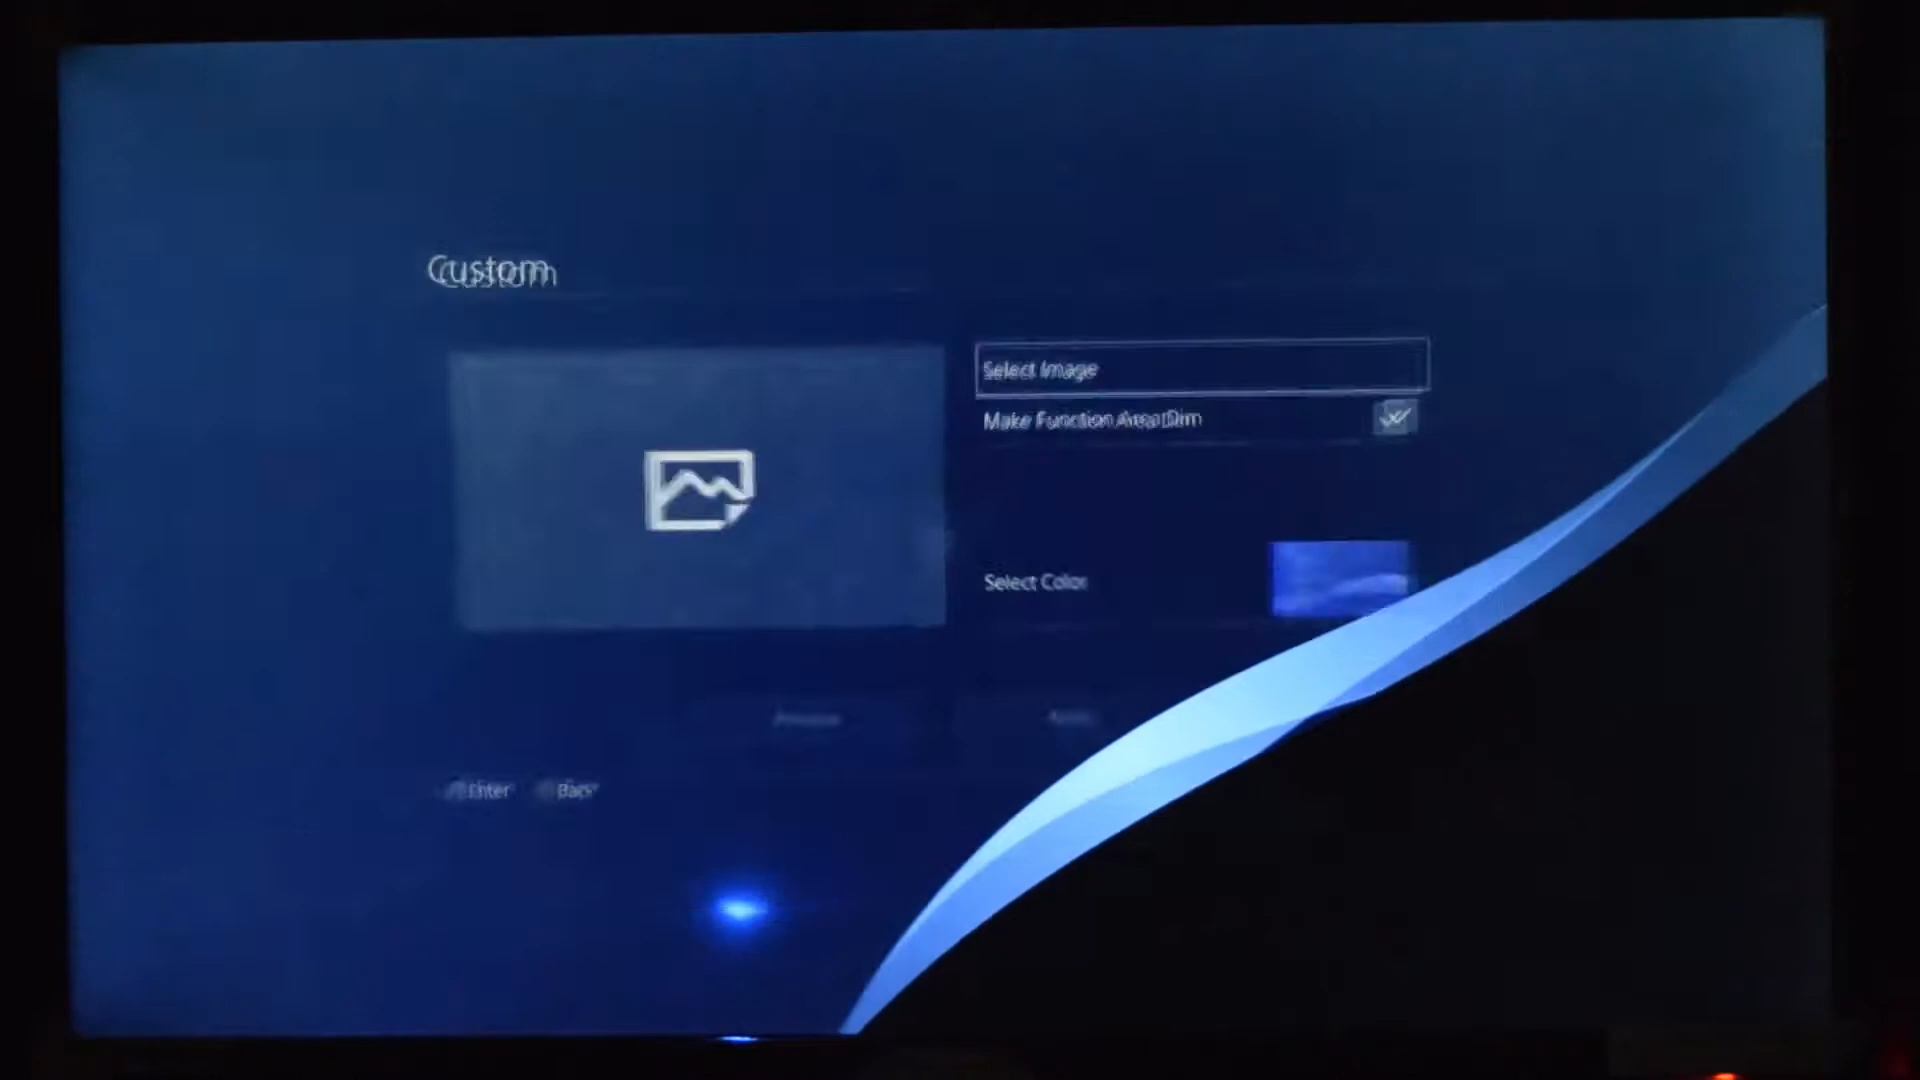 Custom
Select Image
Make Function Area Dim
Select Color
Enter Back